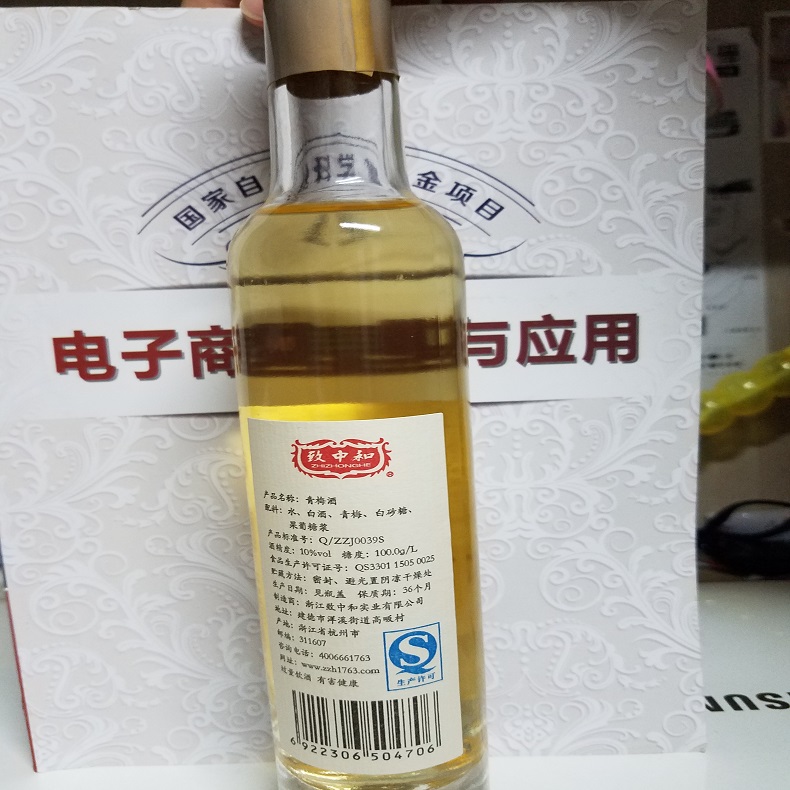 国家自 科学 金项目
电子商 与应用
致中和
ZHIZHONGHE
产品名称：青梅酒
配料：水、白酒、青梅、白砂糖、
果葡糖浆
产品标准号：Q/ZZJ0039S
酒精度：10%vol 糖度：100.0g/L
食品生产许可证号：QS3301 1505 0025
贮藏方法：密封、避光置阴凉干燥处
生产日期：见瓶盖 保质期：36个月
制造商：浙江致中和实业有限公司
地址：建德市洋溪街道高畈村
产地：浙江省杭州市
邮编：311607
咨询电话：4006661763
网址：www.zzh1763.com
过量饮酒 有害健康
S
生产许可
6 922306 504706
SUN